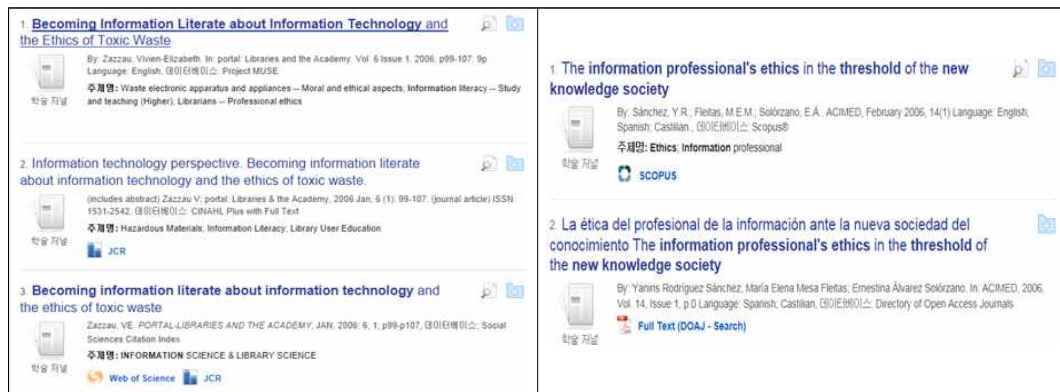 1. Becoming Information Literate about Information Technology and
the Ethics of Toxic Waste
By: Zazzau, Vivien-Elizabeth. In: portal: Libraries and the Academy. Vol. 6 Issue 1. 2006. p99-107. 9p
Language: English, 데이터베이스: Project MUSE
주제명: Waste electronic apparatus and appliances -- Moral and ethical aspects; Information literacy -- Study
and teaching (Higher); Librarians -- Professional ethics
학술 저널
2. Information technology perspective. Becoming information literate
about information technology and the ethics of toxic waste.
(includes abstract) Zazzau V; portal: Libraries & the Academy, 2006 Jan; 6 (1): 99-107. (journal article) ISSN:
1531-2542, 데이터베이스: CINAHL Plus with Full Text
주제명: Hazardous Materials; Information Literacy; Library User Education
학술 저널
JCR
3. Becoming information literate about information technology and
the ethics of toxic waste
Zazzau, VE. PORTAL-LIBRARIES AND THE ACADEMY; JAN, 2006; 6; 1; p99-p107, 데이터베이스: Social
Sciences Citation Index
주제명: INFORMATION SCIENCE & LIBRARY SCIENCE
학술 저널
Web of Science JCR
1. The information professional's ethics in the threshold of the new
knowledge society
By: Sánchez, Y.R.; Fleitas, M.E.M.; Solórzano, E.Á.. ACIMED, February 2006, 14(1) Language: English;
Spanish; Castilian., 데이터베이스: Scopus®
주제명: Ethics; Information professional
학술 저널
SCOPUS
2. La ética del profesional de la información ante la nueva sociedad del
conocimiento The information professional's ethics in the threshold of
the new knowledge society
By: Yaniris Rodríguez Sánchez; María Elena Mesa Fleitas; Ernestina Álvarez Solórzano. In: ACIMED, 2006,
Vol. 14, Issue 1, p.0 Language: Spanish; Castilian, 데이터베이스: Directory of Open Access Journals
학술 저널
Full Text (DOAJ - Search)